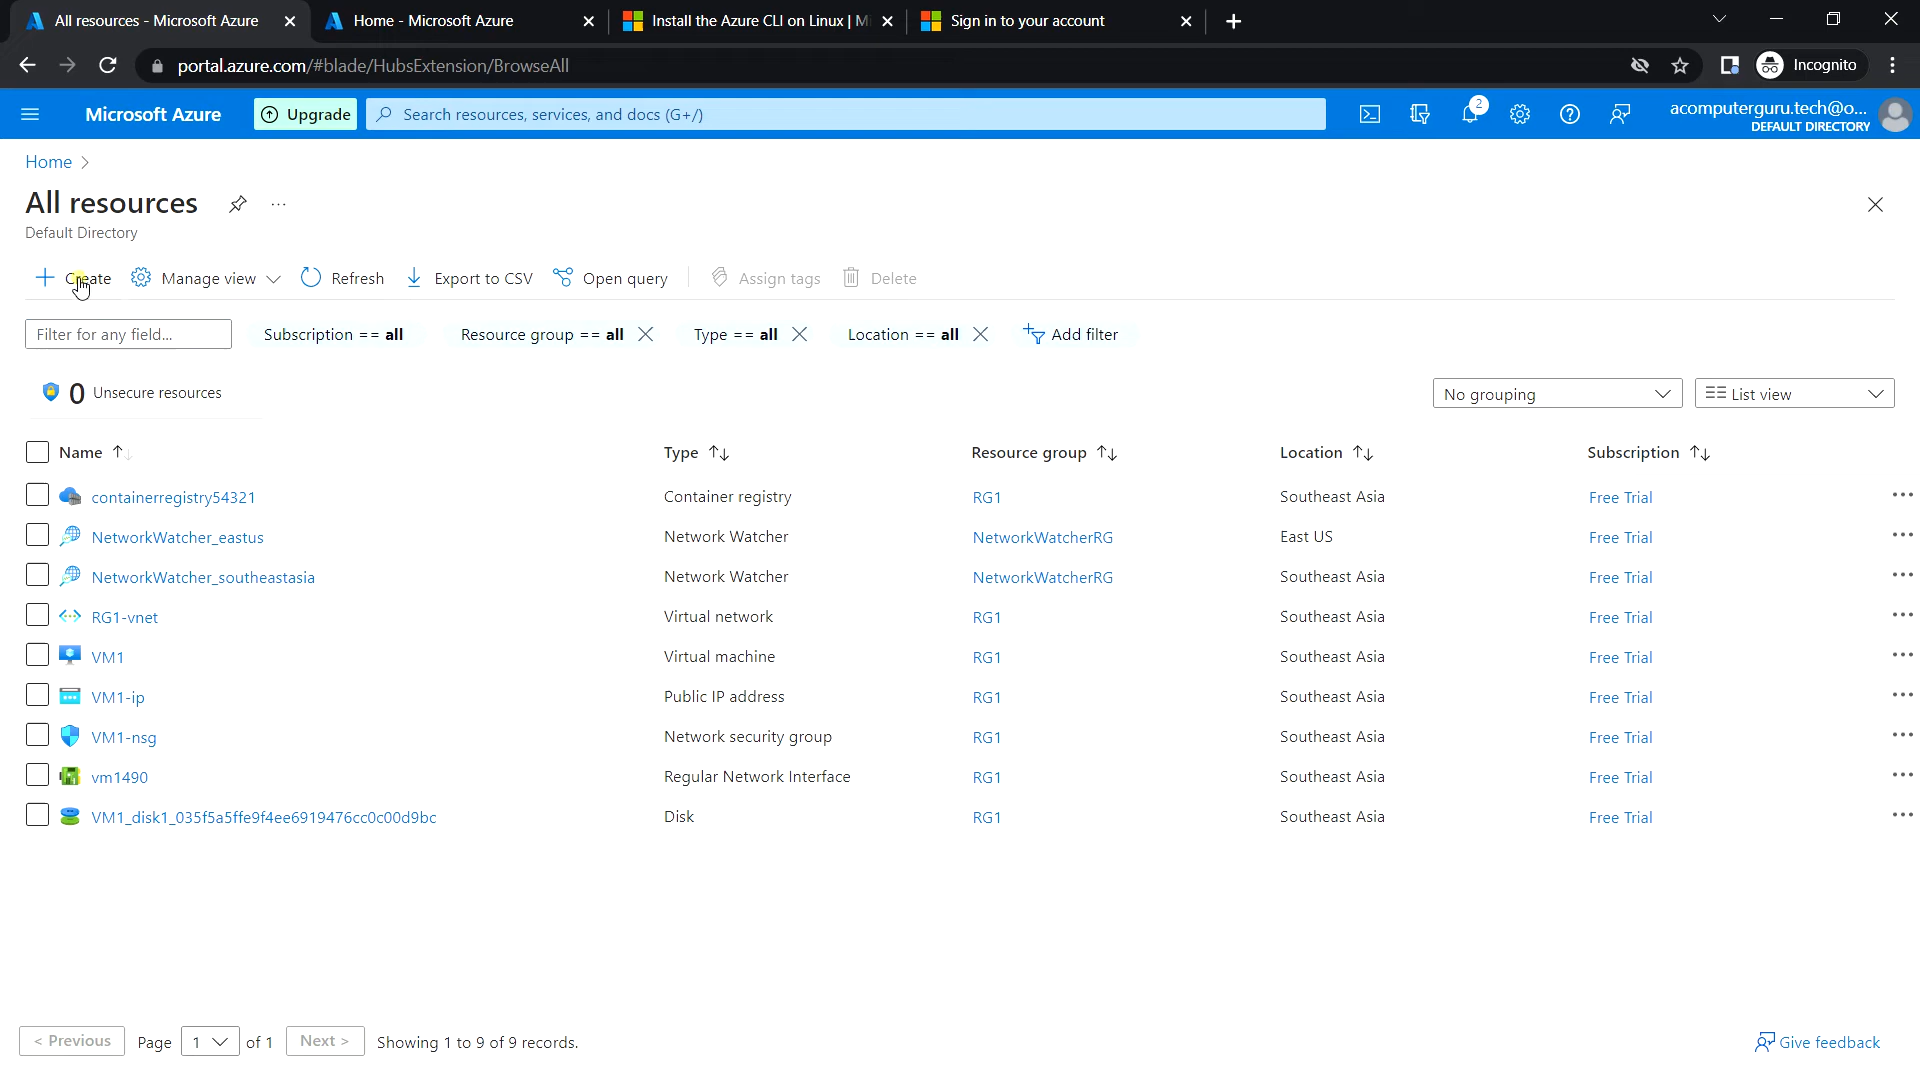 All resources - Microsoft Azure
Home - Microsoft Azure
Install the Azure CLI on Linux | M
Sign in to your account
portal.azure.com/#blade/HubsExtension/BrowseAll
Incognito
Microsoft Azure
Upgrade
Search resources, services, and docs (G+/)
2
acomputerguru.tech@o...
DEFAULT DIRECTORY
Home >
All resources ...
Default Directory
+ Create
Manage view
Refresh
Export to CSV
Open query
Assign tags
Delete
Filter for any field...
Subscription == all
Resource group == all
Type == all
Location == all
Add filter
0 Unsecure resources
No grouping
List view
Name Type Resource group Location Subscription
containerregistry54321 Container registry RG1 Southeast Asia Free Trial
NetworkWatcher_eastus Network Watcher NetworkWatcherRG East US Free Trial
NetworkWatcher_southeastasia Network Watcher NetworkWatcherRG Southeast Asia Free Trial
RG1-vnet Virtual network RG1 Southeast Asia Free Trial
VM1 Virtual machine RG1 Southeast Asia Free Trial
VM1-ip Public IP address RG1 Southeast Asia Free Trial
VM1-nsg Network security group RG1 Southeast Asia Free Trial
vm1490 Regular Network Interface RG1 Southeast Asia Free Trial
VM1_disk1_035f5a5ffe9f4ee6919476cc0c00d9bc Disk RG1 Southeast Asia Free Trial
< Previous Page 1 of 1 Next > Showing 1 to 9 of 9 records.
Give feedback